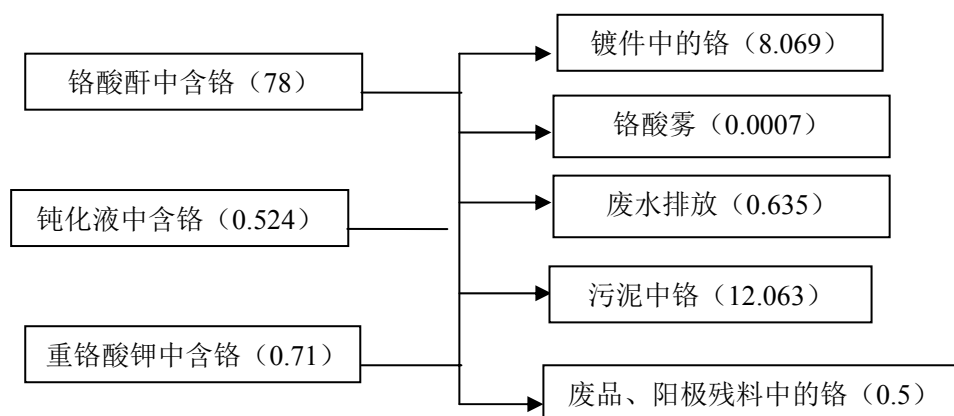 铬酸酐中含铬（78）
钝化液中含铬（0.524）
重铬酸钾中含铬（0.71）
镀件中的铬（8.069）
铬酸雾（0.0007）
废水排放（0.635）
污泥中铬（12.063）
废品、阳极残料中的铬（0.5）